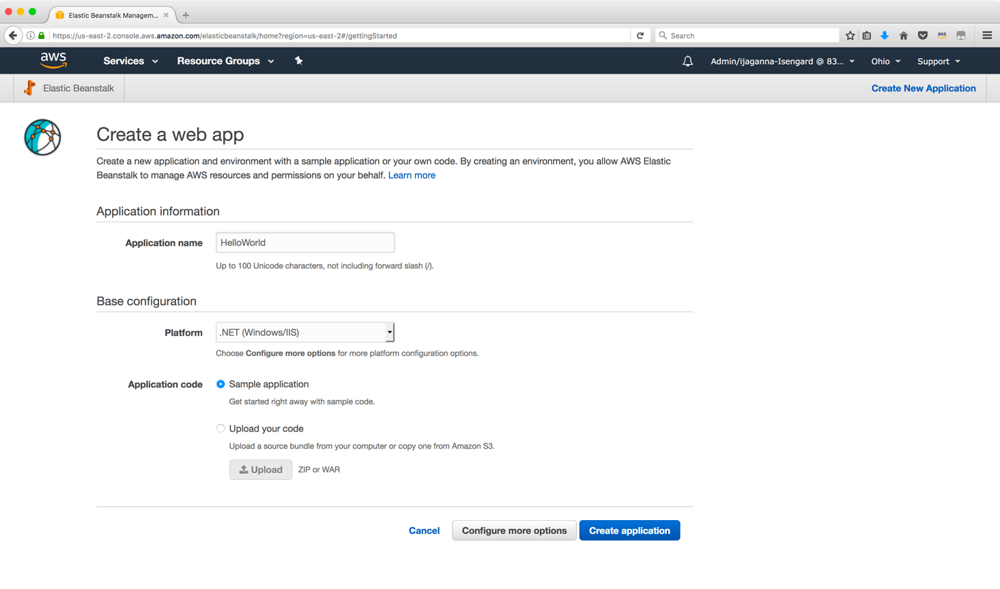 Elastic Beanstalk Managem...
https://us-east-2.console.aws.amazon.com/elasticbeanstalk/home?region=us-east-2#/gettingStarted
Search
aea
aws
Services
Resource Groups
Admin/ijaganna-Isengard @ 83...
Ohio
Support
Elastic Beanstalk
Create New Application
Create a web app
Create a new application and environment with a sample application or your own code. By creating an environment, you allow AWS Elastic
Beanstalk to manage AWS resources and permissions on your behalf. Learn more
Application information
Application name
HelloWorld
Up to 100 Unicode characters, not including forward slash (/).
Base configuration
Platform
.NET (Windows/IIS)
Choose Configure more options for more platform configuration options.
Application code
Sample application
Get started right away with sample code.
Upload your code
Upload a source bundle from your computer or copy one from Amazon S3.
Upload
ZIP or WAR
Cancel
Configure more options
Create application